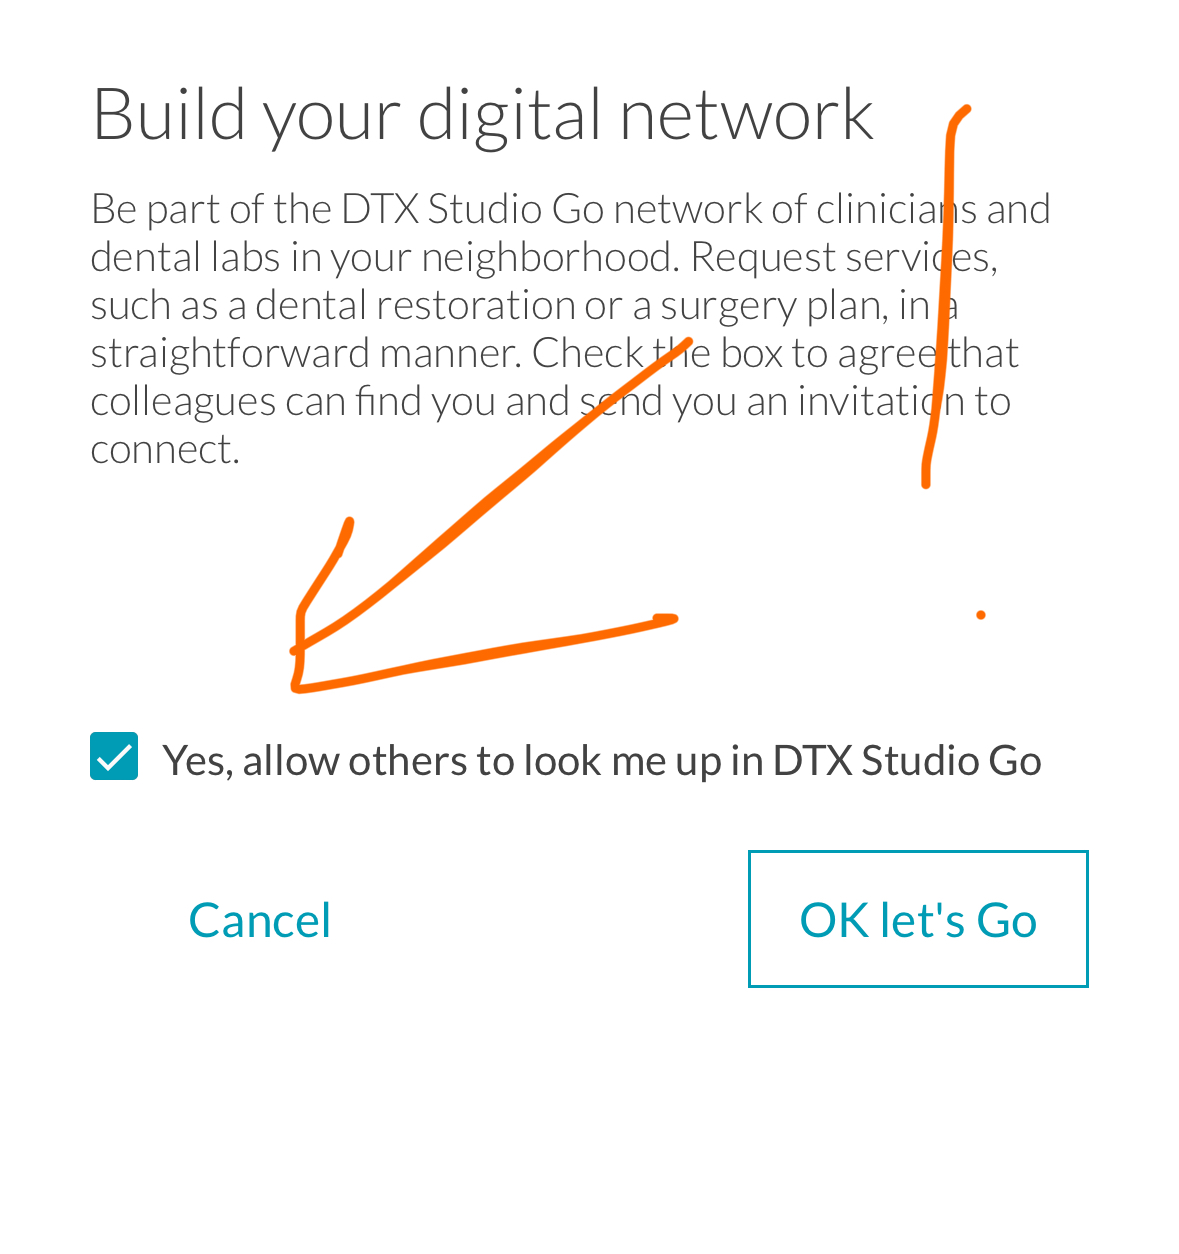 Build your digital network
Be part of the DTX Studio Go network of clinicians and
dental labs in your neighborhood. Request services,
such as a dental restoration or a surgery plan, in a
straightforward manner. Check the box to agree that
colleagues can find you and send you an invitation to
connect.
Yes, allow others to look me up in DTX Studio Go
Cancel
OK let's Go